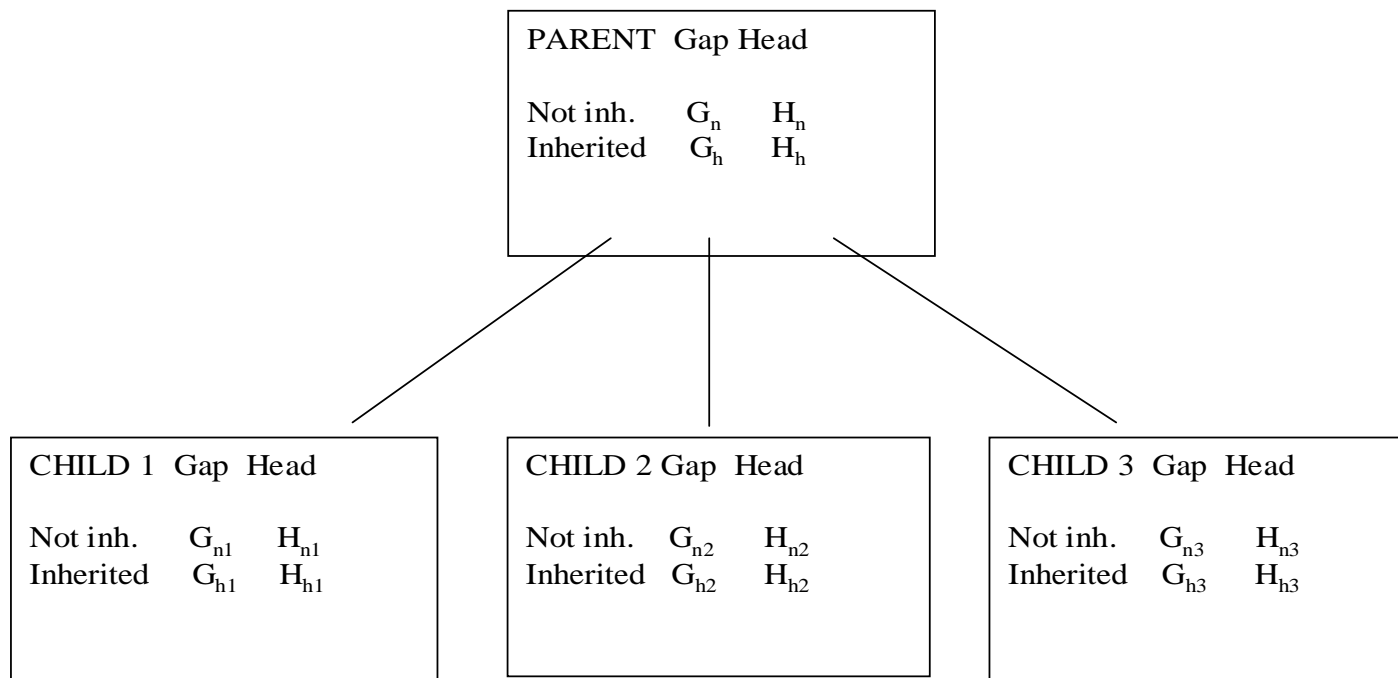 PARENT Gap Head
Not inh. Gₙ Hₙ
Inherited Gₕ Hₕ
CHILD 1 Gap Head
Not inh. Gₙ₁ Hₙ₁
Inherited Gₕ₁ Hₕ₁
CHILD 2 Gap Head
Not inh. Gₙ₂ Hₙ₂
Inherited Gₕ₂ Hₕ₂
CHILD 3 Gap Head
Not inh. Gₙ₃ Hₙ₃
Inherited Gₕ₃ Hₕ₃